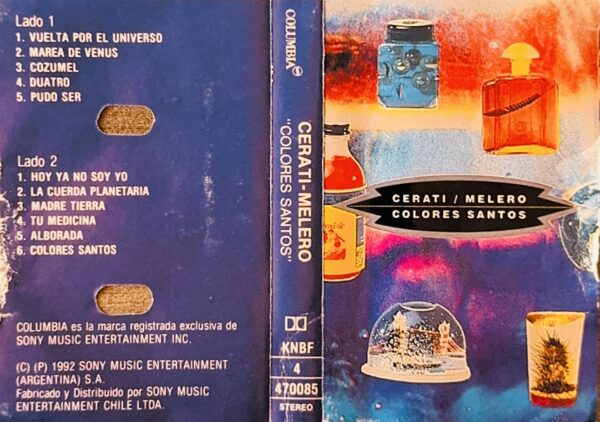 Lado 1
1. VUELTA POR EL UNIVERSO
2. MAREA DE VENUS
3. COZUMEL
4. DUATRO
5. PUDO SER
Lado 2
1. HOY YA NO SOY YO
2. LA CUERDA PLANETARIA
3. MADRE TIERRA
4. TU MEDICINA
5. ALBORADA
6. COLORES SANTOS
COLUMBIA es la marca registrada exclusiva de
SONY MUSIC ENTERTAINMENT INC.
(C) (P) 1992 SONY MUSIC ENTERTAINMENT
(ARGENTINA) S.A.
Fabricado y Distribuido por SONY MUSIC
ENTERTAINMENT CHILE LTDA.
COLUMBIA
CERATI-MELERO
"COLORES SANTOS"
KNBF
4
470085
STEREO
CERATI / MELERO
COLORES SANTOS